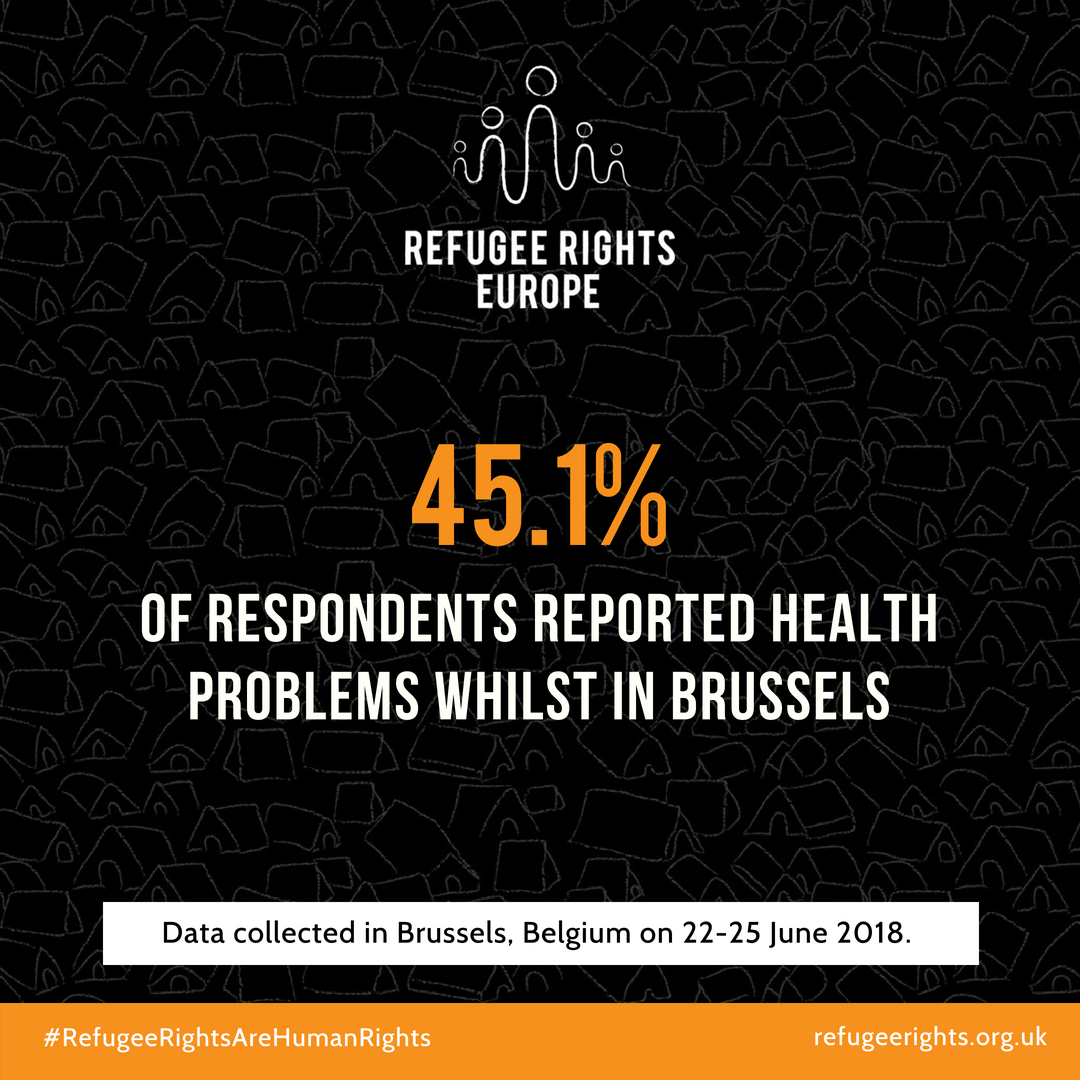 REFUGEE RIGHTS
EUROPE
45.1%
OF RESPONDENTS REPORTED HEALTH
PROBLEMS WHILST IN BRUSSELS
Data collected in Brussels, Belgium on 22-25 June 2018.
#RefugeeRightsAreHumanRights
refugeerights.org.uk